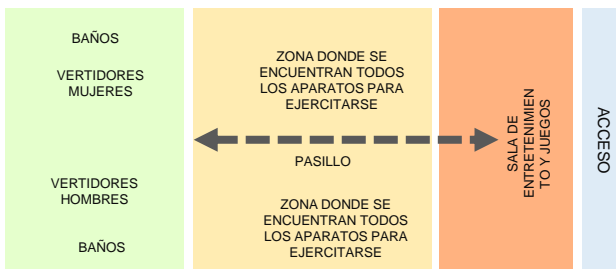 BAÑOS
VERTIDORES
MUJERES
VERTIDORES
HOMBRES
BAÑOS
ZONA DONDE SE
ENCUENTRAN TODOS
LOS APARATOS PARA
EJERCITARSE
PASILLO
ZONA DONDE SE
ENCUENTRAN TODOS
LOS APARATOS PARA
EJERCITARSE
SALA DE
ENTRETENIMIEN
TO Y JUEGOS
ACCESO